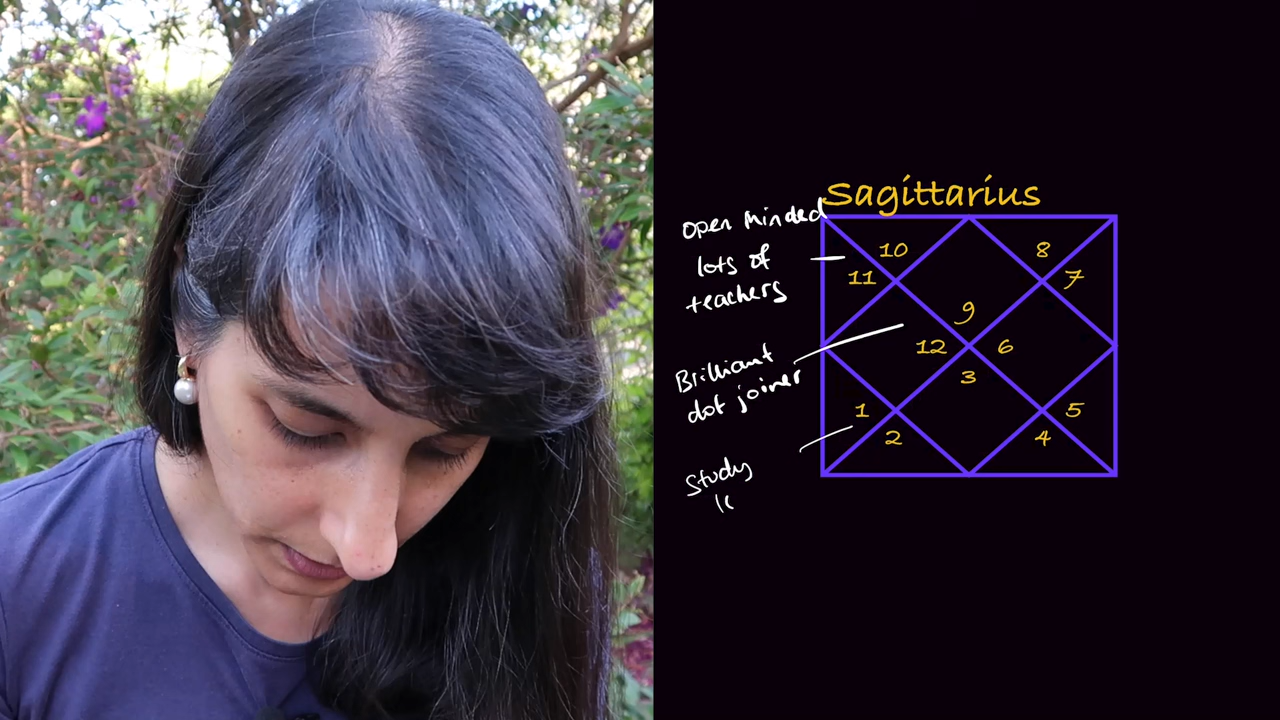 Sagittarius
open minded
lots of
teachers
10
8
11
7
9
Brilliant
dot joiner
12
6
3
1
5
2
4
Study